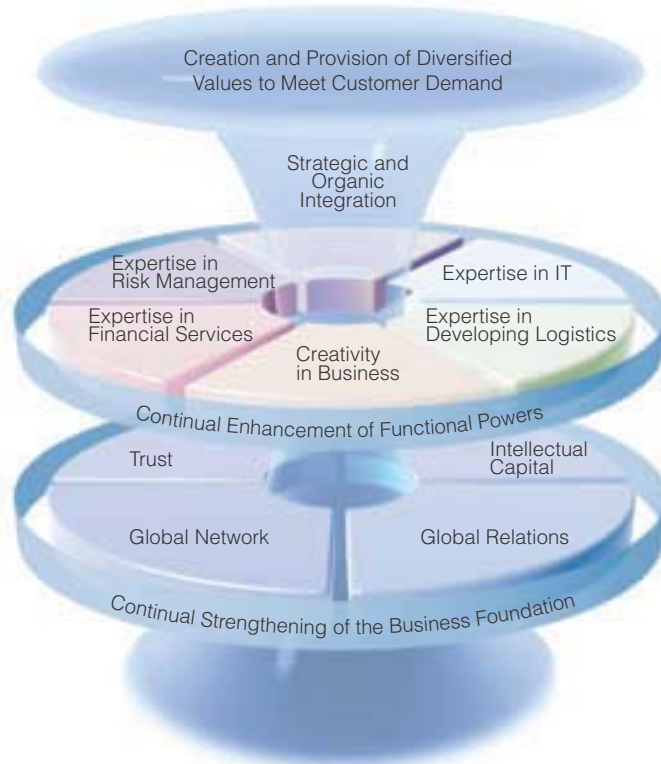 Creation and Provision of Diversified
Values to Meet Customer Demand
Strategic and
Organic
Integration
Expertise in
Risk Management
Expertise in IT
Expertise in
Financial Services
Expertise in
Developing Logistics
Creativity
in Business
Continual Enhancement of Functional Powers
Trust
Intellectual
Capital
Global Network
Global Relations
Continual Strengthening of the Business Foundation